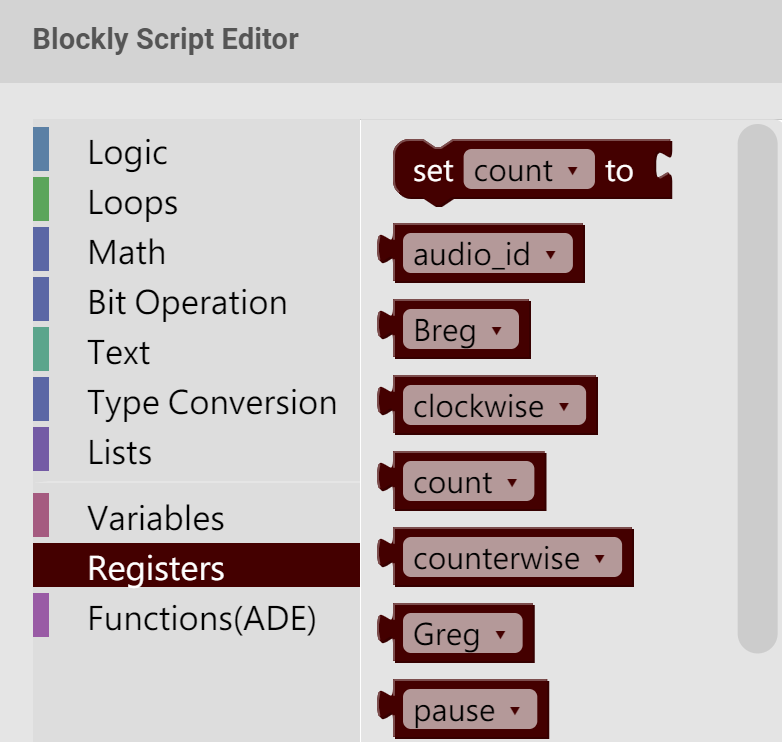 Blockly Script Editor
Logic
Loops
Math
Bit Operation
Text
Type Conversion
Lists
Variables
Registers
Functions(ADE)
set count to
audio_id
Breg
clockwise
count
counterwise
Greg
pause